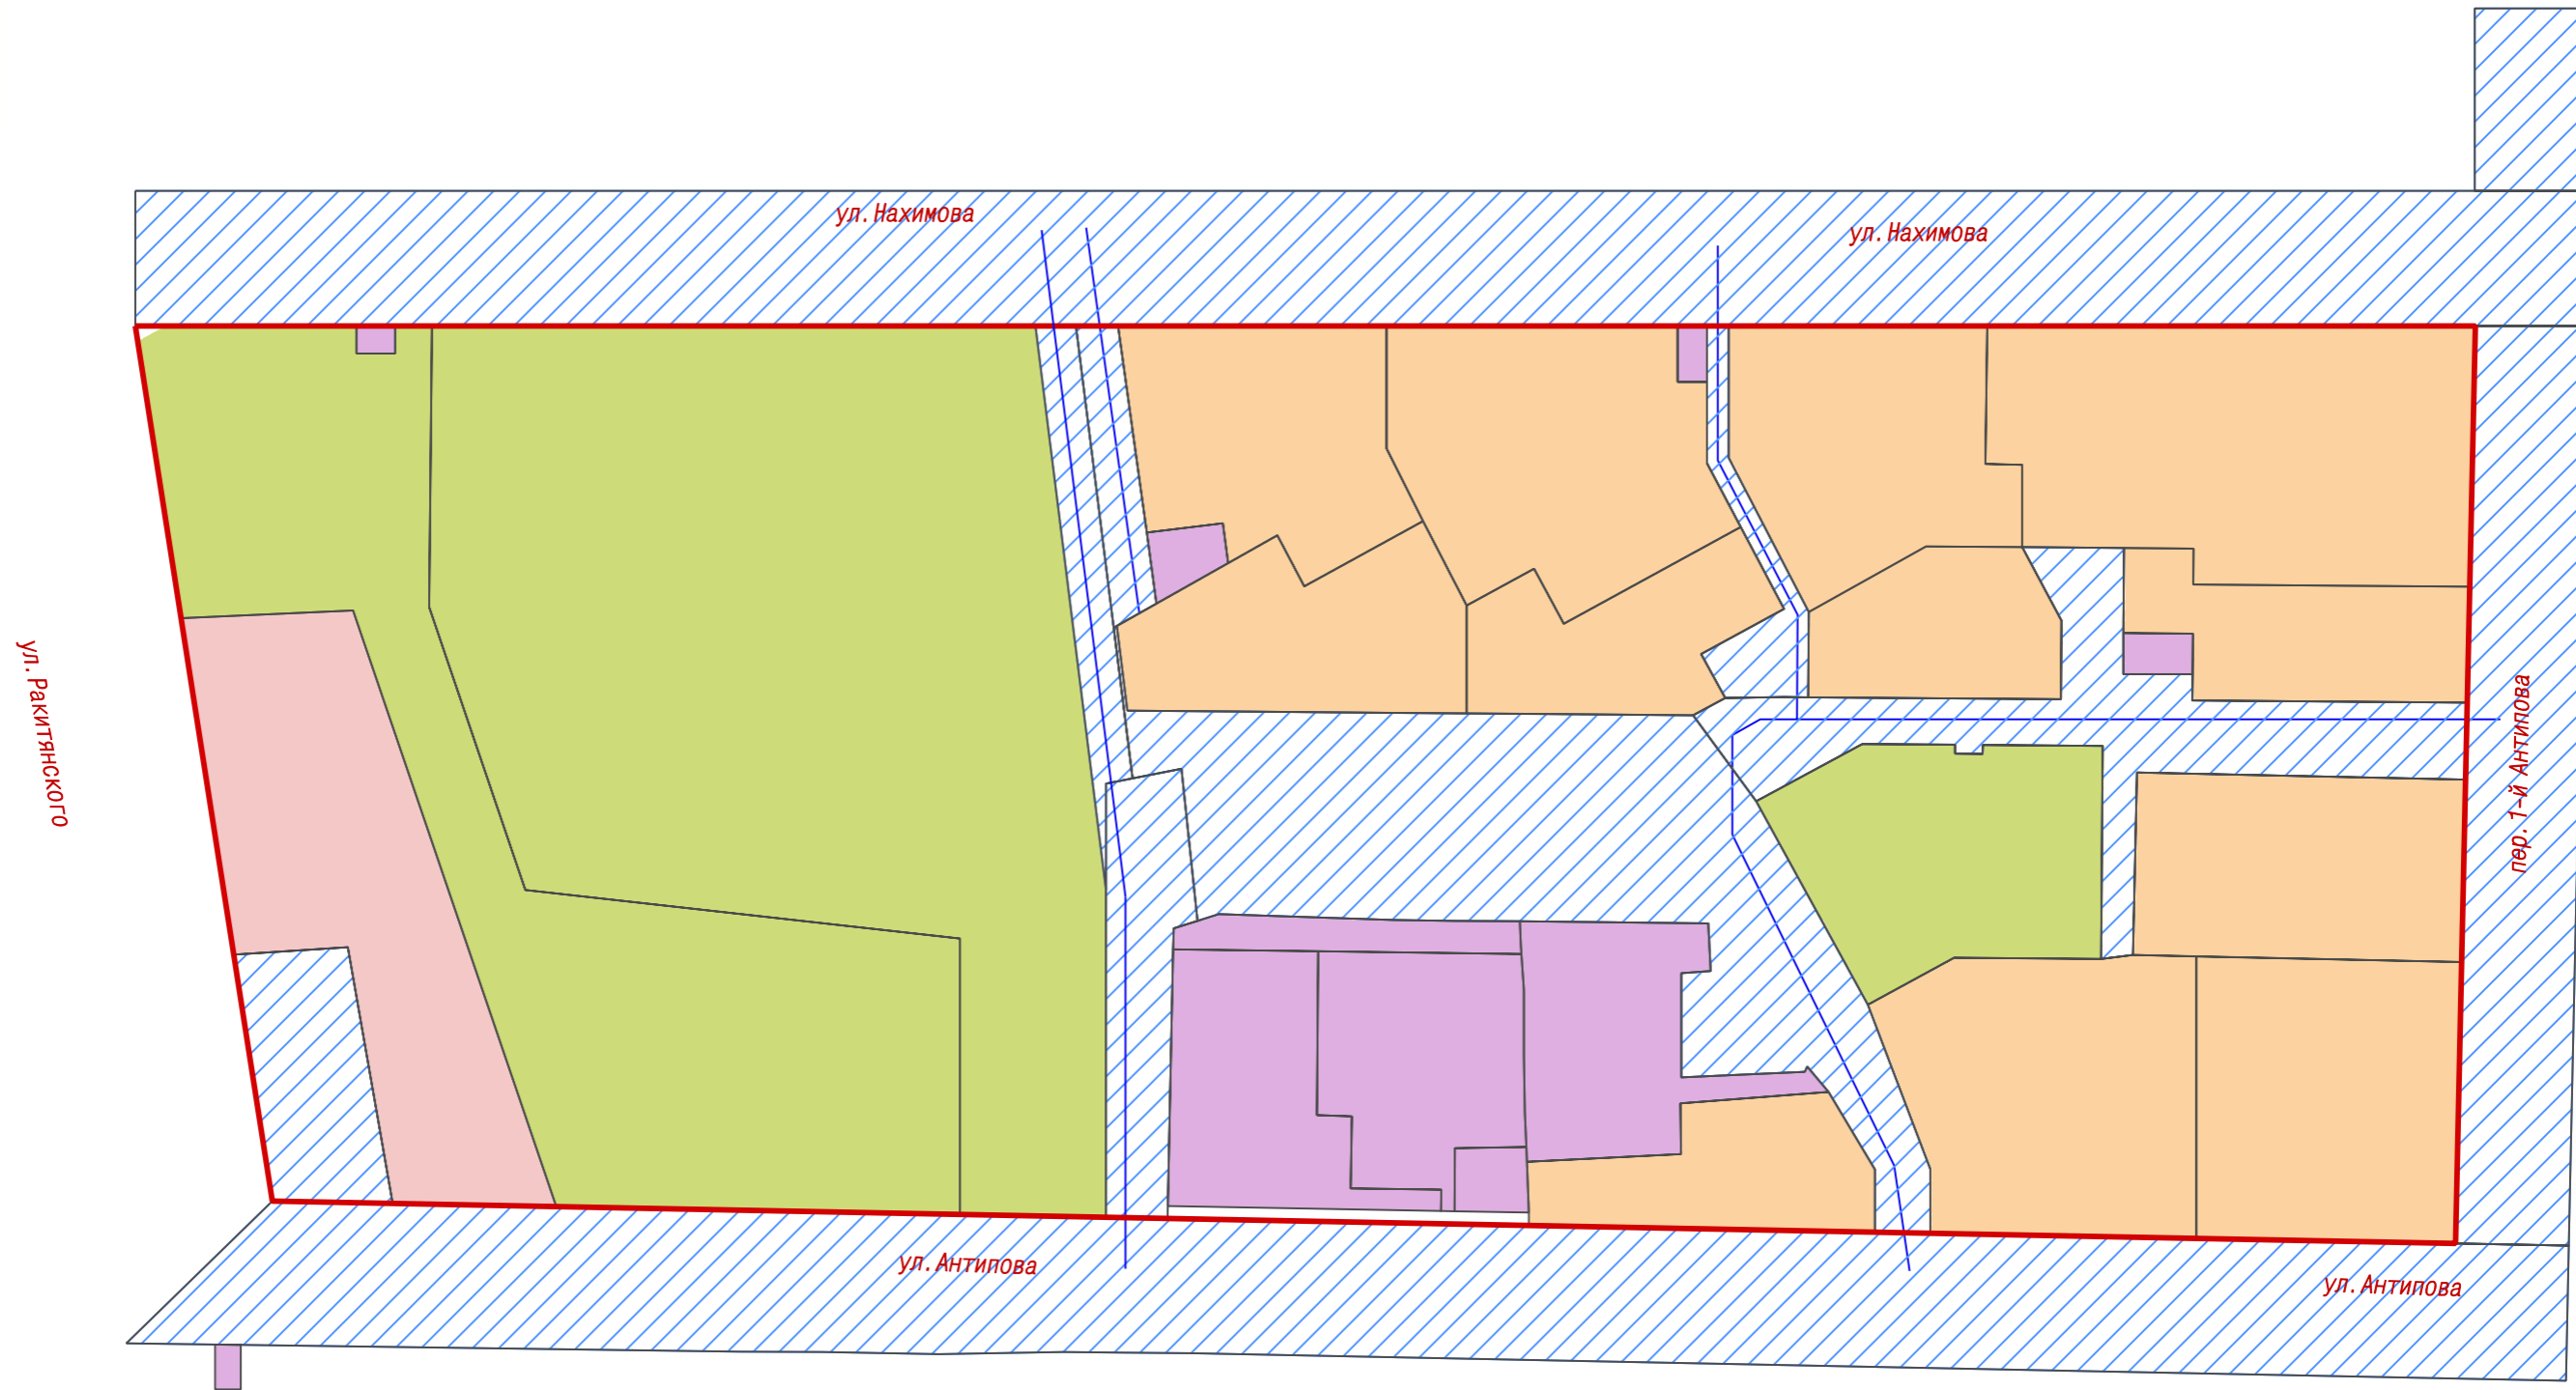 ул.Нахимова
ул.Нахимова
ул.Ракитянского
пер. 1-й Антипова
ул.Антипова
ул.Антипова